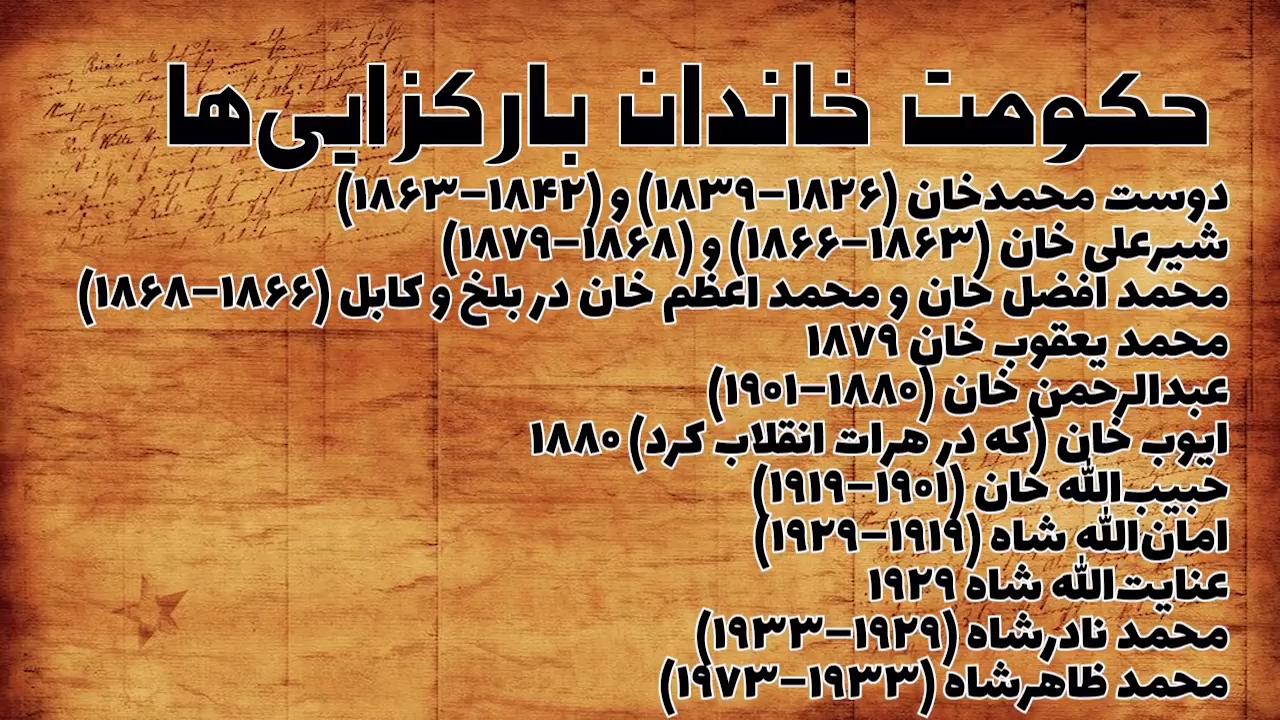 حکومت خاندان بارکزایی‌ها
دوست محمدخان (۱۸۲۶–۱۸۳۹) و (۱۸۴۲–۱۸۶۳)
شیرعلی خان (۱۸۶۳–۱۸۶۶) و (۱۸۶۸–۱۸۷۹)
محمد افضل خان و محمد اعظم خان در بلخ و کابل (۱۸۶۶–۱۸۶۸)
محمد یعقوب خان ۱۸۷۹
عبدالرحمن خان (۱۸۸۰–۱۹۰۱)
ایوب خان (که در هرات انقلاب کرد) ۱۸۸۰
حبیب‌الله خان (۱۹۰۱–۱۹۱۹)
امان‌الله شاه (۱۹۱۹–۱۹۲۹)
عنایت‌الله شاه ۱۹۲۹
محمد نادرشاه (۱۹۲۹–۱۹۳۳)
محمد ظاهرشاه (۱۹۳۳–۱۹۷۳)